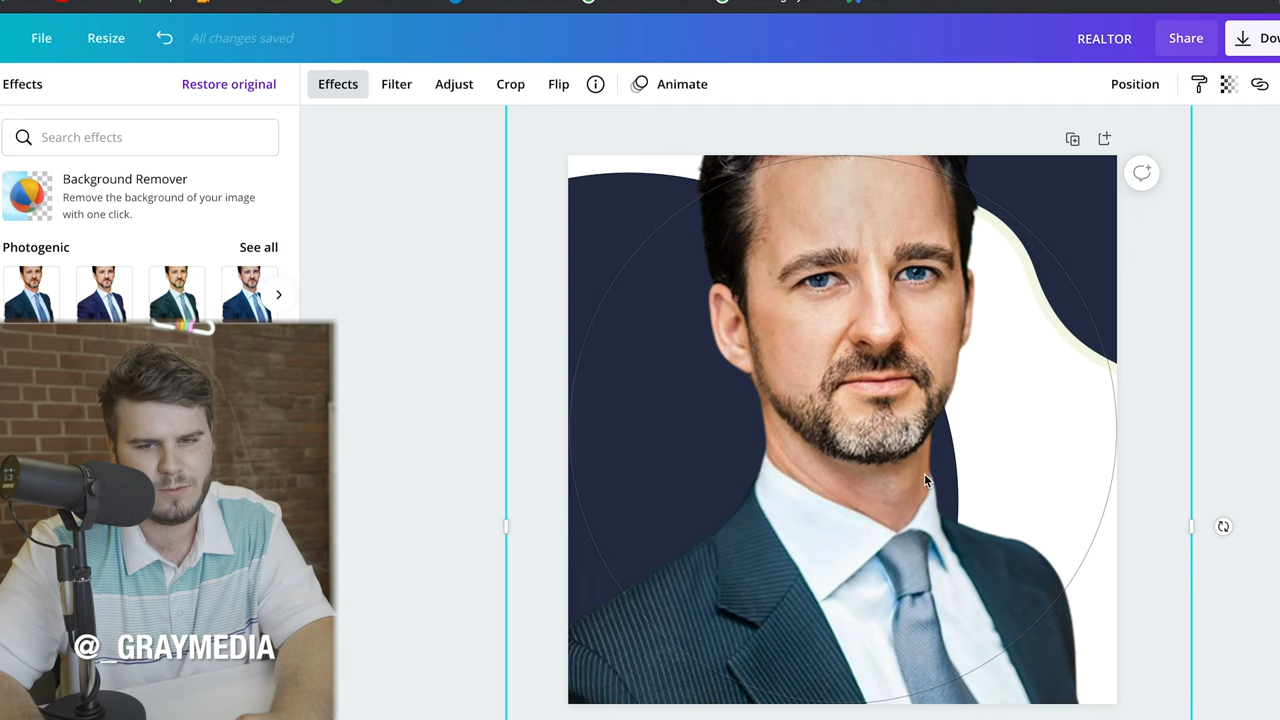 File Resize All changes saved REALTOR Share Dow
Effects Restore original Effects Filter Adjust Crop Flip Animate Position
Search effects
Background Remover
Remove the background of your image
with one click.
Photogenic See all
@_GRAYMEDIA